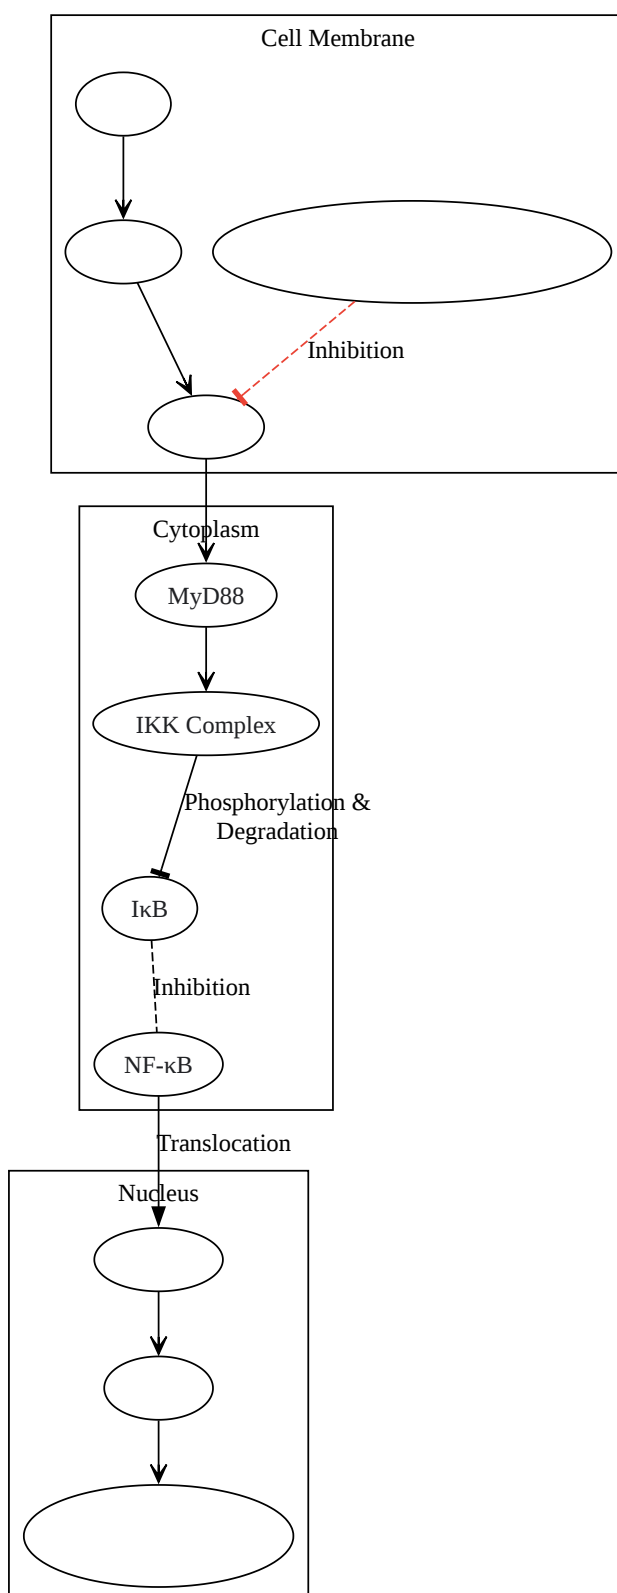 Cell Membrane
Inhibition
Cytoplasm
MyD88
IKK Complex
Phosphorylation &
Degradation
IκB
Inhibition
NF-κB
Translocation
Nucleus